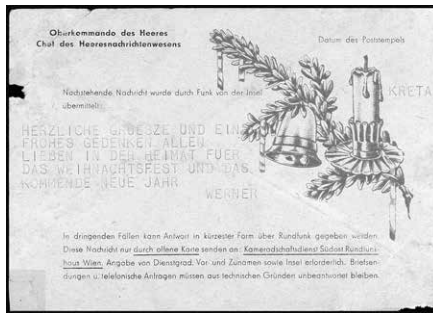 Oberkommando des Heeres
Chef des Heeresnachrichtenwesens
Datum des Poststempels
Nachstehende Nachricht wurde durch Funk von der Insel KRETA
übermittelt:
HERZLICHE GRUESZE UND EIN
FROHES GEDENKEN ALLEN
LIEBEN IN DER HEIMAT FUER
DAS WEIHNACHTSFEST UND DAS
KOMMENDE NEUE JAHR
WERNER
In dringenden Fällen kann Antwort in kürzester Form über Rundfunk gegeben werden.
Diese Nachricht nur durch offene Karte senden an: Kameradschaftsdienst Südost Rundfunk-
haus Wien. Angabe von Dienstgrad, Vor- und Zunamen sowie Insel erforderlich. Briefsen-
dungen u. telefonische Anfragen müssen aus technischen Gründen unbeantwortet bleiben.